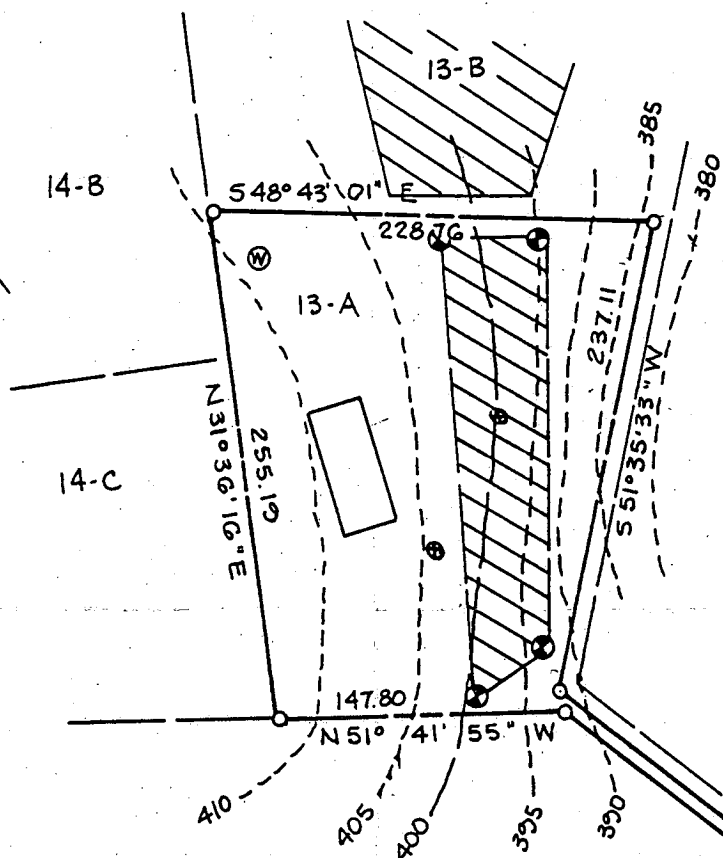 13-B
14-B
385
380
S 48° 43' 01" E
228.76
W
13-A
237.11
S 51° 35' 33" W
N 31° 36' 16" E
255.19
14-C
147.80
N 51° 41' 55" W
410
405
400
395
390